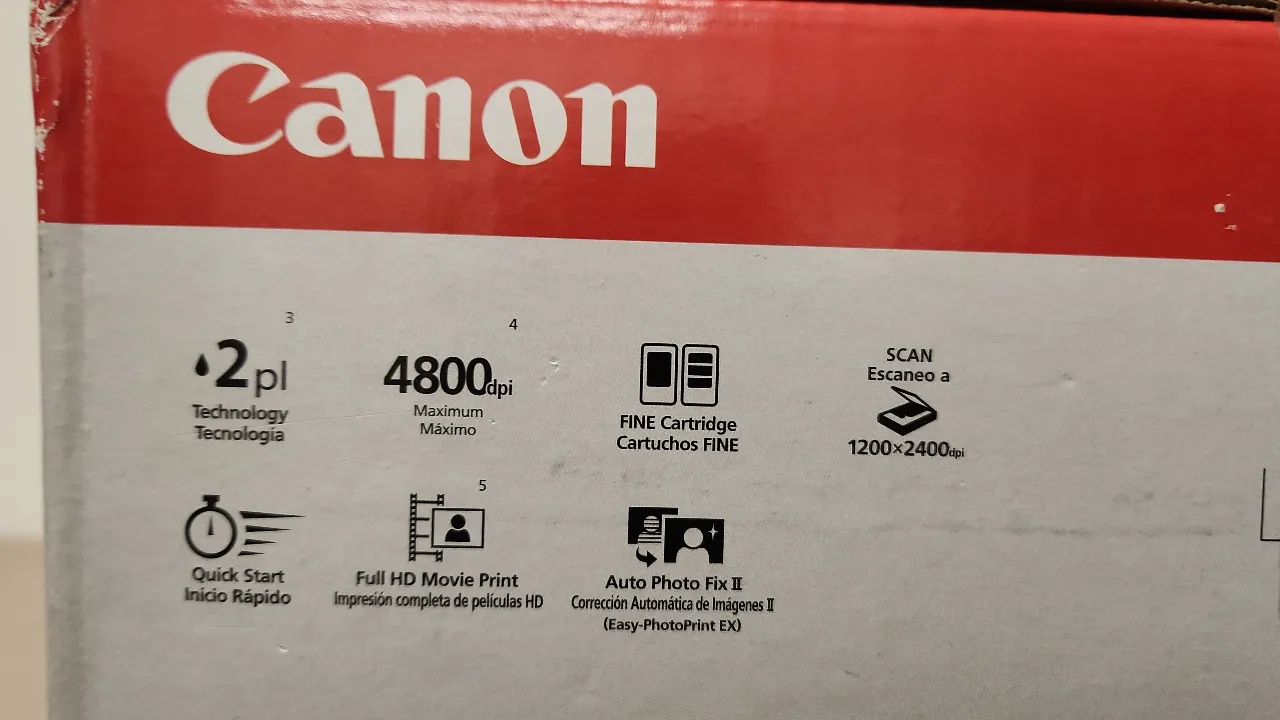 Canon
3
2 pl
Technology
Tecnología
4
4800dpi
Maximum
Máximo
FINE Cartridge
Cartuchos FINE
SCAN
Escaneo a
1200×2400dpi
Quick Start
Inicio Rápido
5
Full HD Movie Print
Impresión completa de películas HD
Auto Photo Fix II
Corrección Automática de Imágenes II
(Easy-PhotoPrint EX)